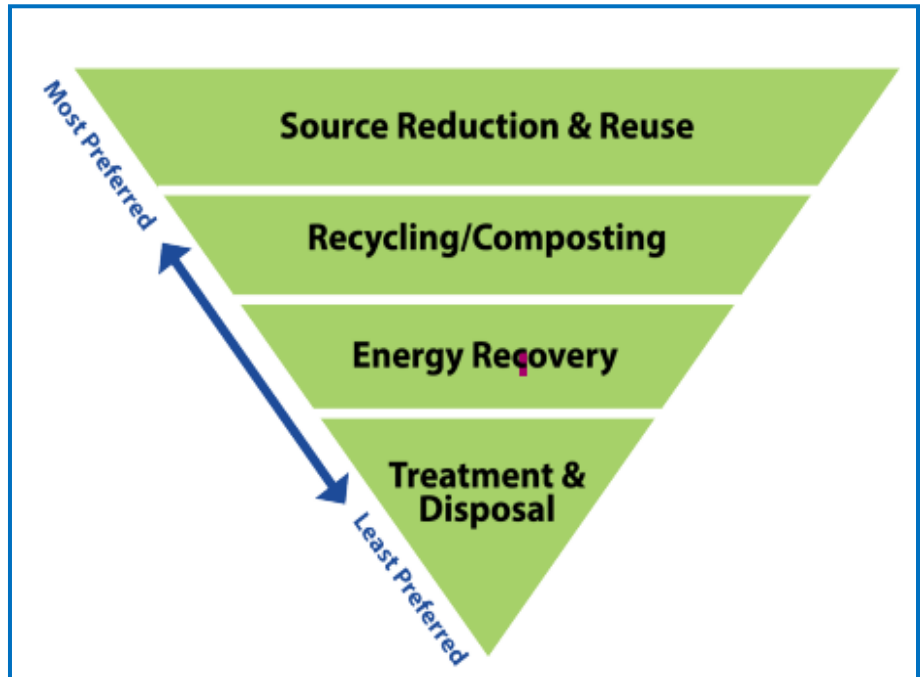 Most Preferred
Source Reduction & Reuse
Recycling/Composting
Energy Recovery
Treatment &
Disposal
Least Preferred